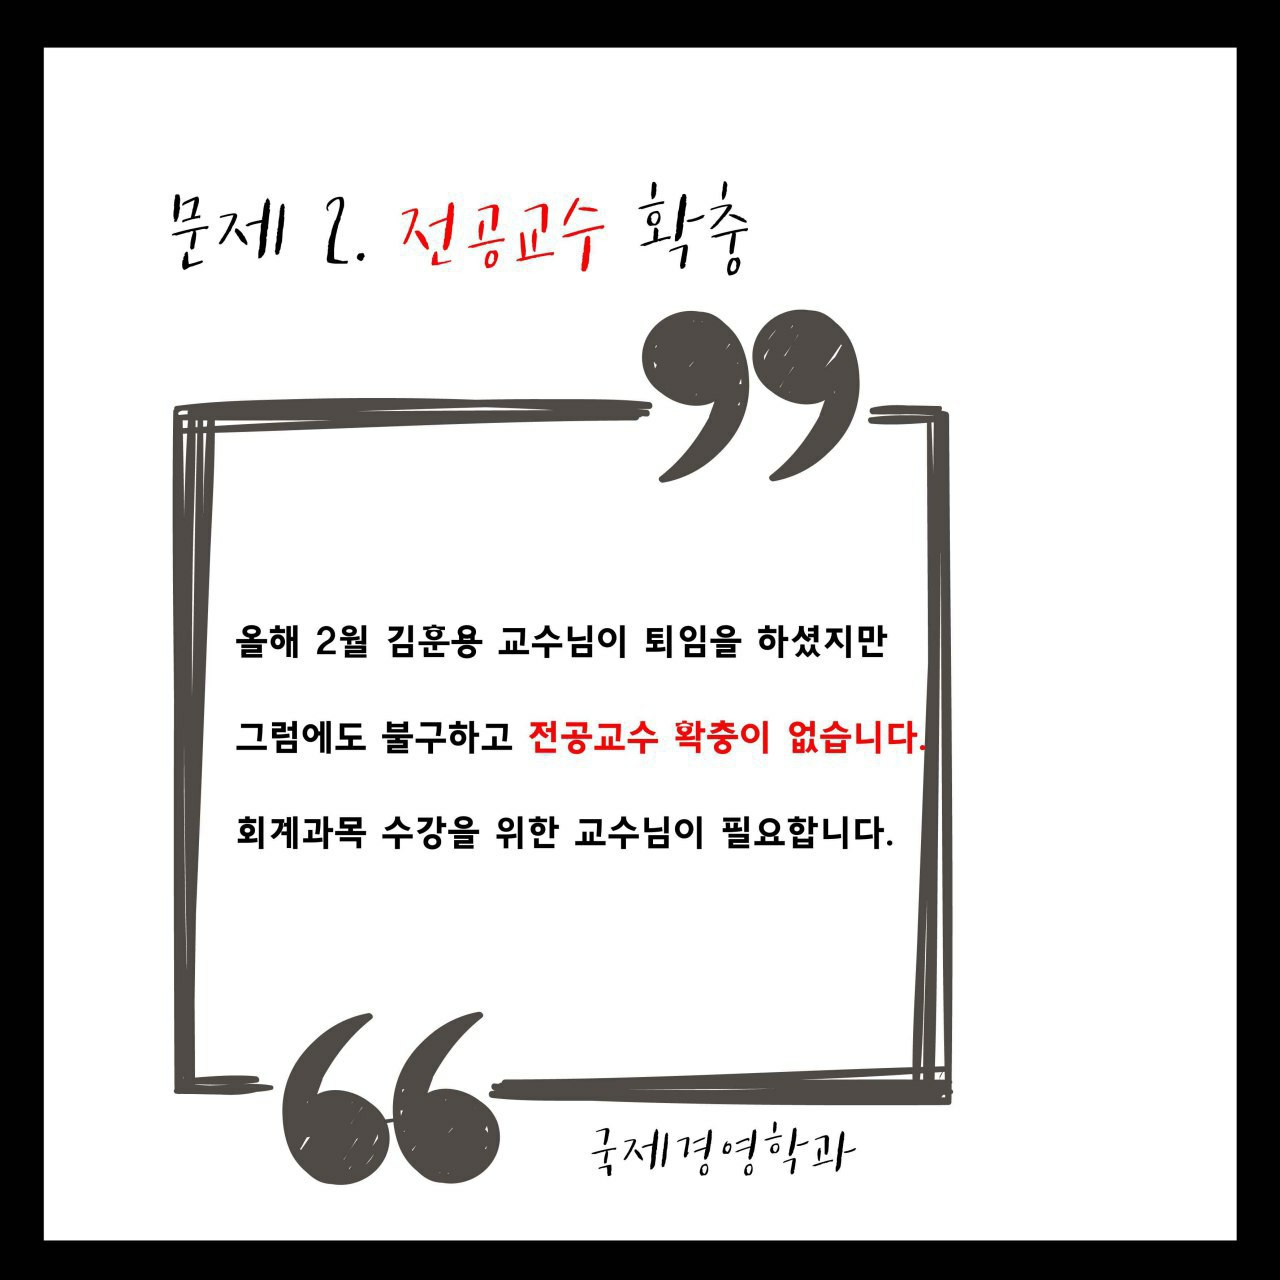 문제 2. 전공교수 확충
올해 2월 김훈용 교수님이 퇴임을 하셨지만
그럼에도 불구하고 전공교수 확충이 없습니다.
회계과목 수강을 위한 교수님이 필요합니다.
국제경영학과